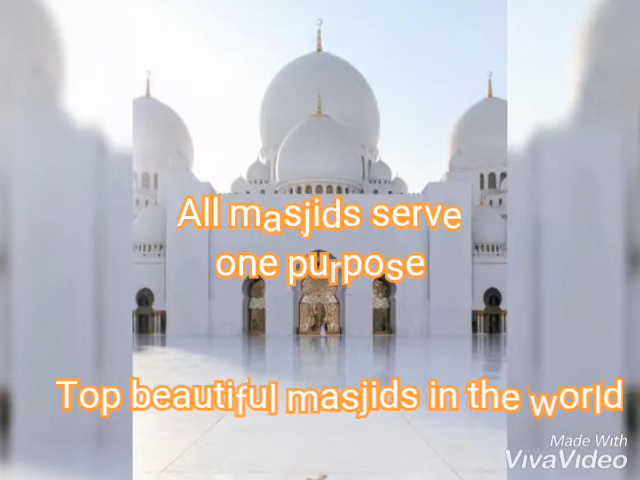 All masjids serve
one purpose
Top beautiful masjids in the world
Made With
VivaVideo